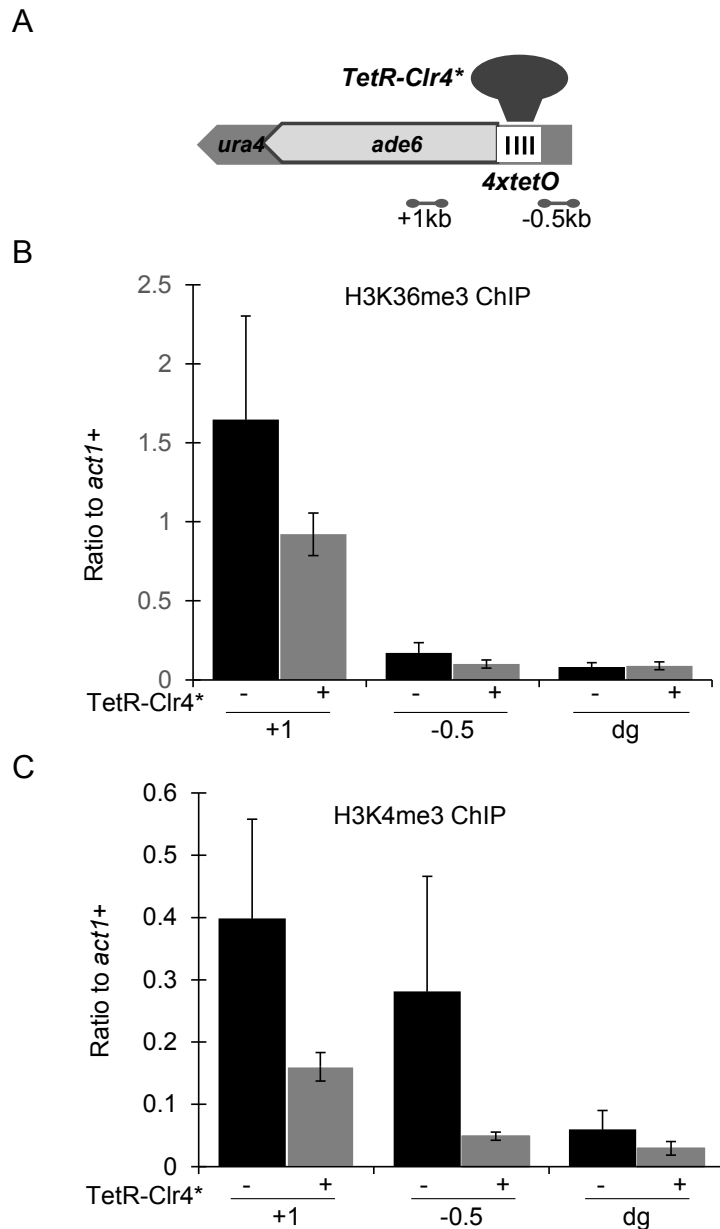 A
TetR-Clr4*
ura4
ade6
4xtetO
+1kb
-0.5kb
B
H3K36me3 ChIP
Ratio to act1+
2.5
2
1.5
1
0.5
0
TetR-Clr4* - + - + - +
+1 -0.5 dg
C
H3K4me3 ChIP
Ratio to act1+
0.6
0.5
0.4
0.3
0.2
0.1
0
TetR-Clr4* - + - + - +
+1 -0.5 dg